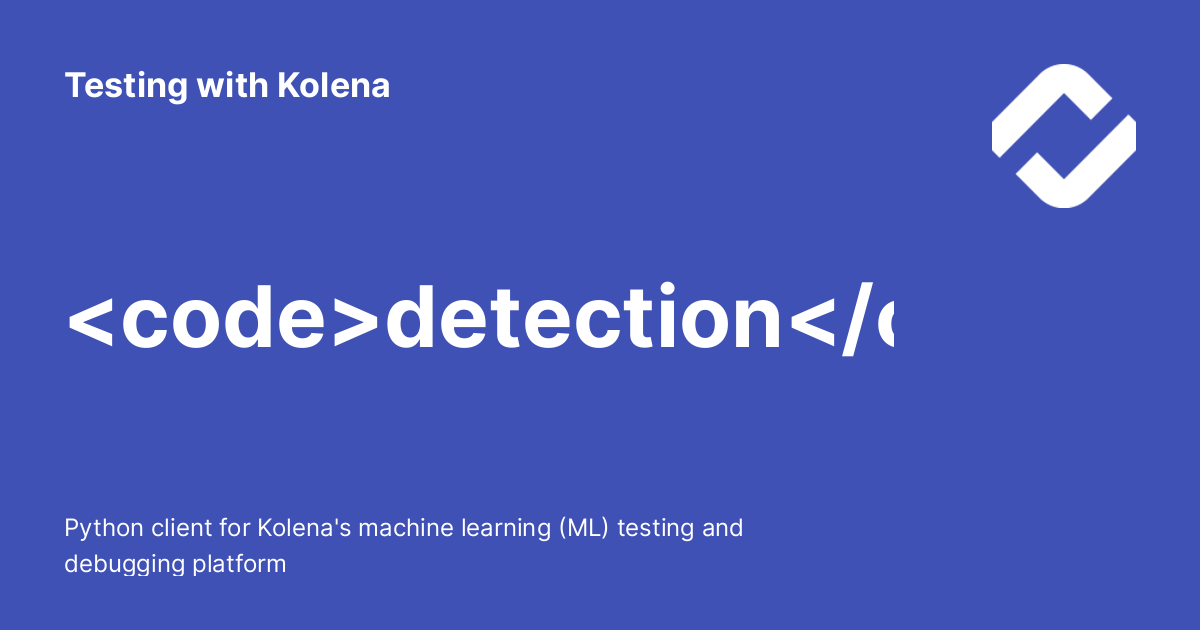 Testing with Kolena
<code>detection</c
Python client for Kolena's machine learning (ML) testing and
debugging platform